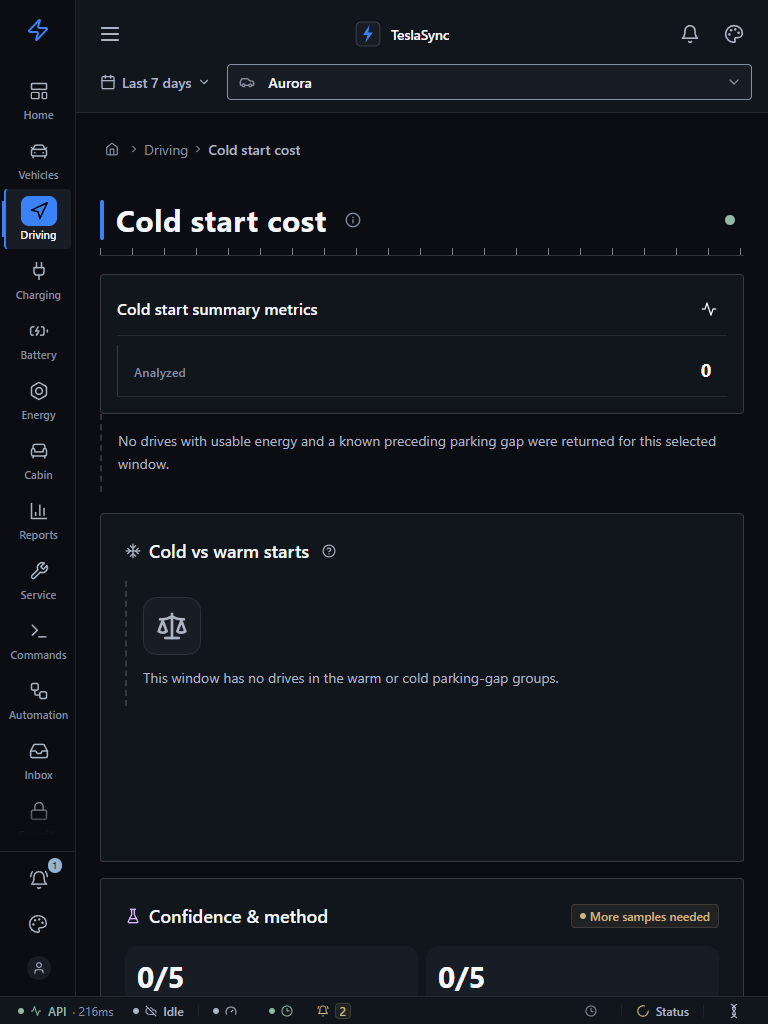 TeslaSync
Last 7 days
Aurora
Home
Vehicles
Driving
Charging
Battery
Energy
Cabin
Reports
Service
Commands
Automation
Inbox
1
Driving
Cold start cost
Cold start cost
Cold start summary metrics
Analyzed
0
No drives with usable energy and a known preceding parking gap were returned for this selected
window.
Cold vs warm starts
This window has no drives in the warm or cold parking-gap groups.
Confidence & method
More samples needed
0/5
0/5
API · 216ms
Idle
2
Status